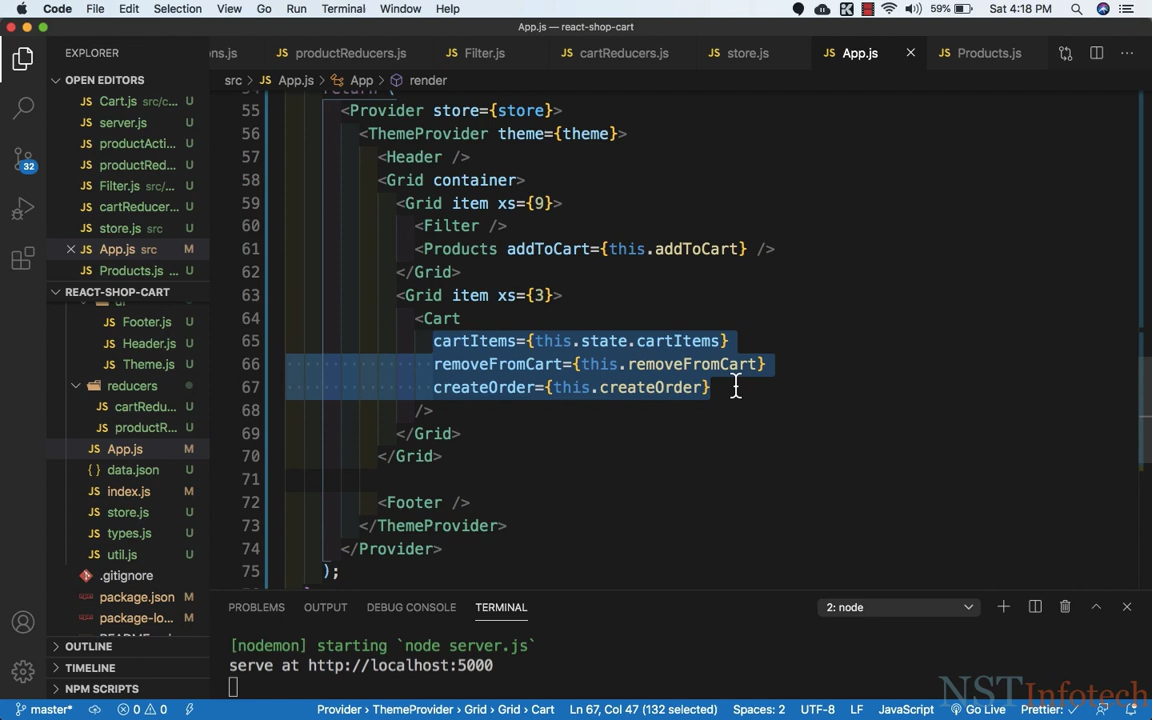 Code File Edit Selection View Go Run Terminal Window Help
59% Sat 4:18 PM
App.js — react-shop-cart
EXPLORER
ons.js productReducers.js Filter.js cartReducers.js store.js App.js Products.js
OPEN EDITORS
src > App.js > App > render
Cart.js src/c...
server.js U
productActi... U
productRed... U
Filter.js src/... U
cartReducer... U
store.js src U
App.js src M
Products.js ... U
REACT-SHOP-CART
ui
Footer.js U
Header.js U
Theme.js U
reducers
cartRedu... U
productR... U
App.js M
data.json U
index.js M
store.js U
types.js U
util.js U
.gitignore
package.json M
package-lo... M
OUTLINE
TIMELINE
NPM SCRIPTS
54 return (
55 <Provider store={store}>
56 <ThemeProvider theme={theme}>
57 <Header />
58 <Grid container>
59 <Grid item xs={9}>
60 <Filter />
61 <Products addToCart={this.addToCart} />
62 </Grid>
63 <Grid item xs={3}>
64 <Cart
65 cartItems={this.state.cartItems}
66 removeFromCart={this.removeFromCart}
67 createOrder={this.createOrder}
68 />
69 </Grid>
70 </Grid>
71
72 <Footer />
73 </ThemeProvider>
74 </Provider>
75 );
PROBLEMS OUTPUT DEBUG CONSOLE TERMINAL 2: node
[nodemon] starting `node server.js`
serve at http://localhost:5000
NSTInfotech
32
master* 0 0 Provider > ThemeProvider > Grid > Grid > Cart Ln 67, Col 47 (132 selected) Spaces: 2 UTF-8 LF JavaScript Go Live Prettier: ✓